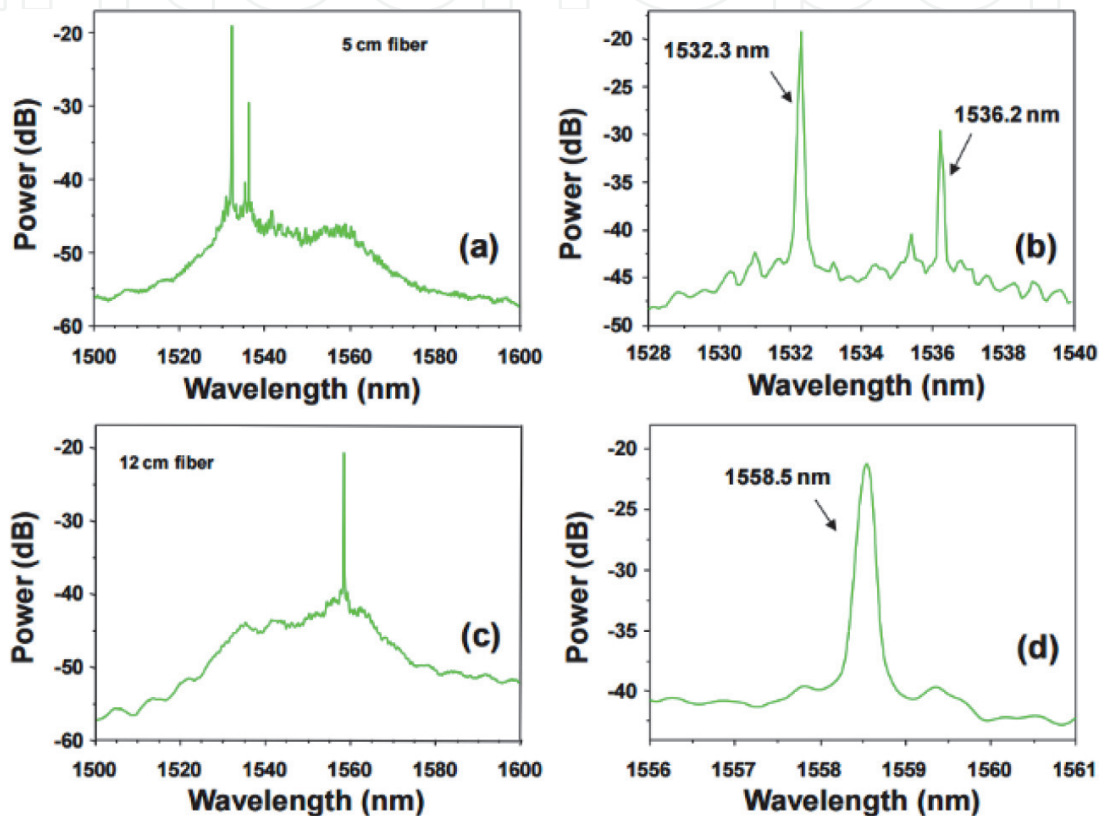 -20
-30
-40
-50
-60
Power (dB)
5 cm fiber
(a)
1500 1520 1540 1560 1580 1600
Wavelength (nm)
-20
-25
-30
-35
-40
-45
-50
Power (dB)
1532.3 nm
1536.2 nm
(b)
1528 1530 1532 1534 1536 1538 1540
Wavelength (nm)
-20
-30
-40
-50
-60
Power (dB)
12 cm fiber
(c)
1500 1520 1540 1560 1580 1600
Wavelength (nm)
-20
-25
-30
-35
-40
Power (dB)
1558.5 nm
(d)
1556 1557 1558 1559 1560 1561
Wavelength (nm)